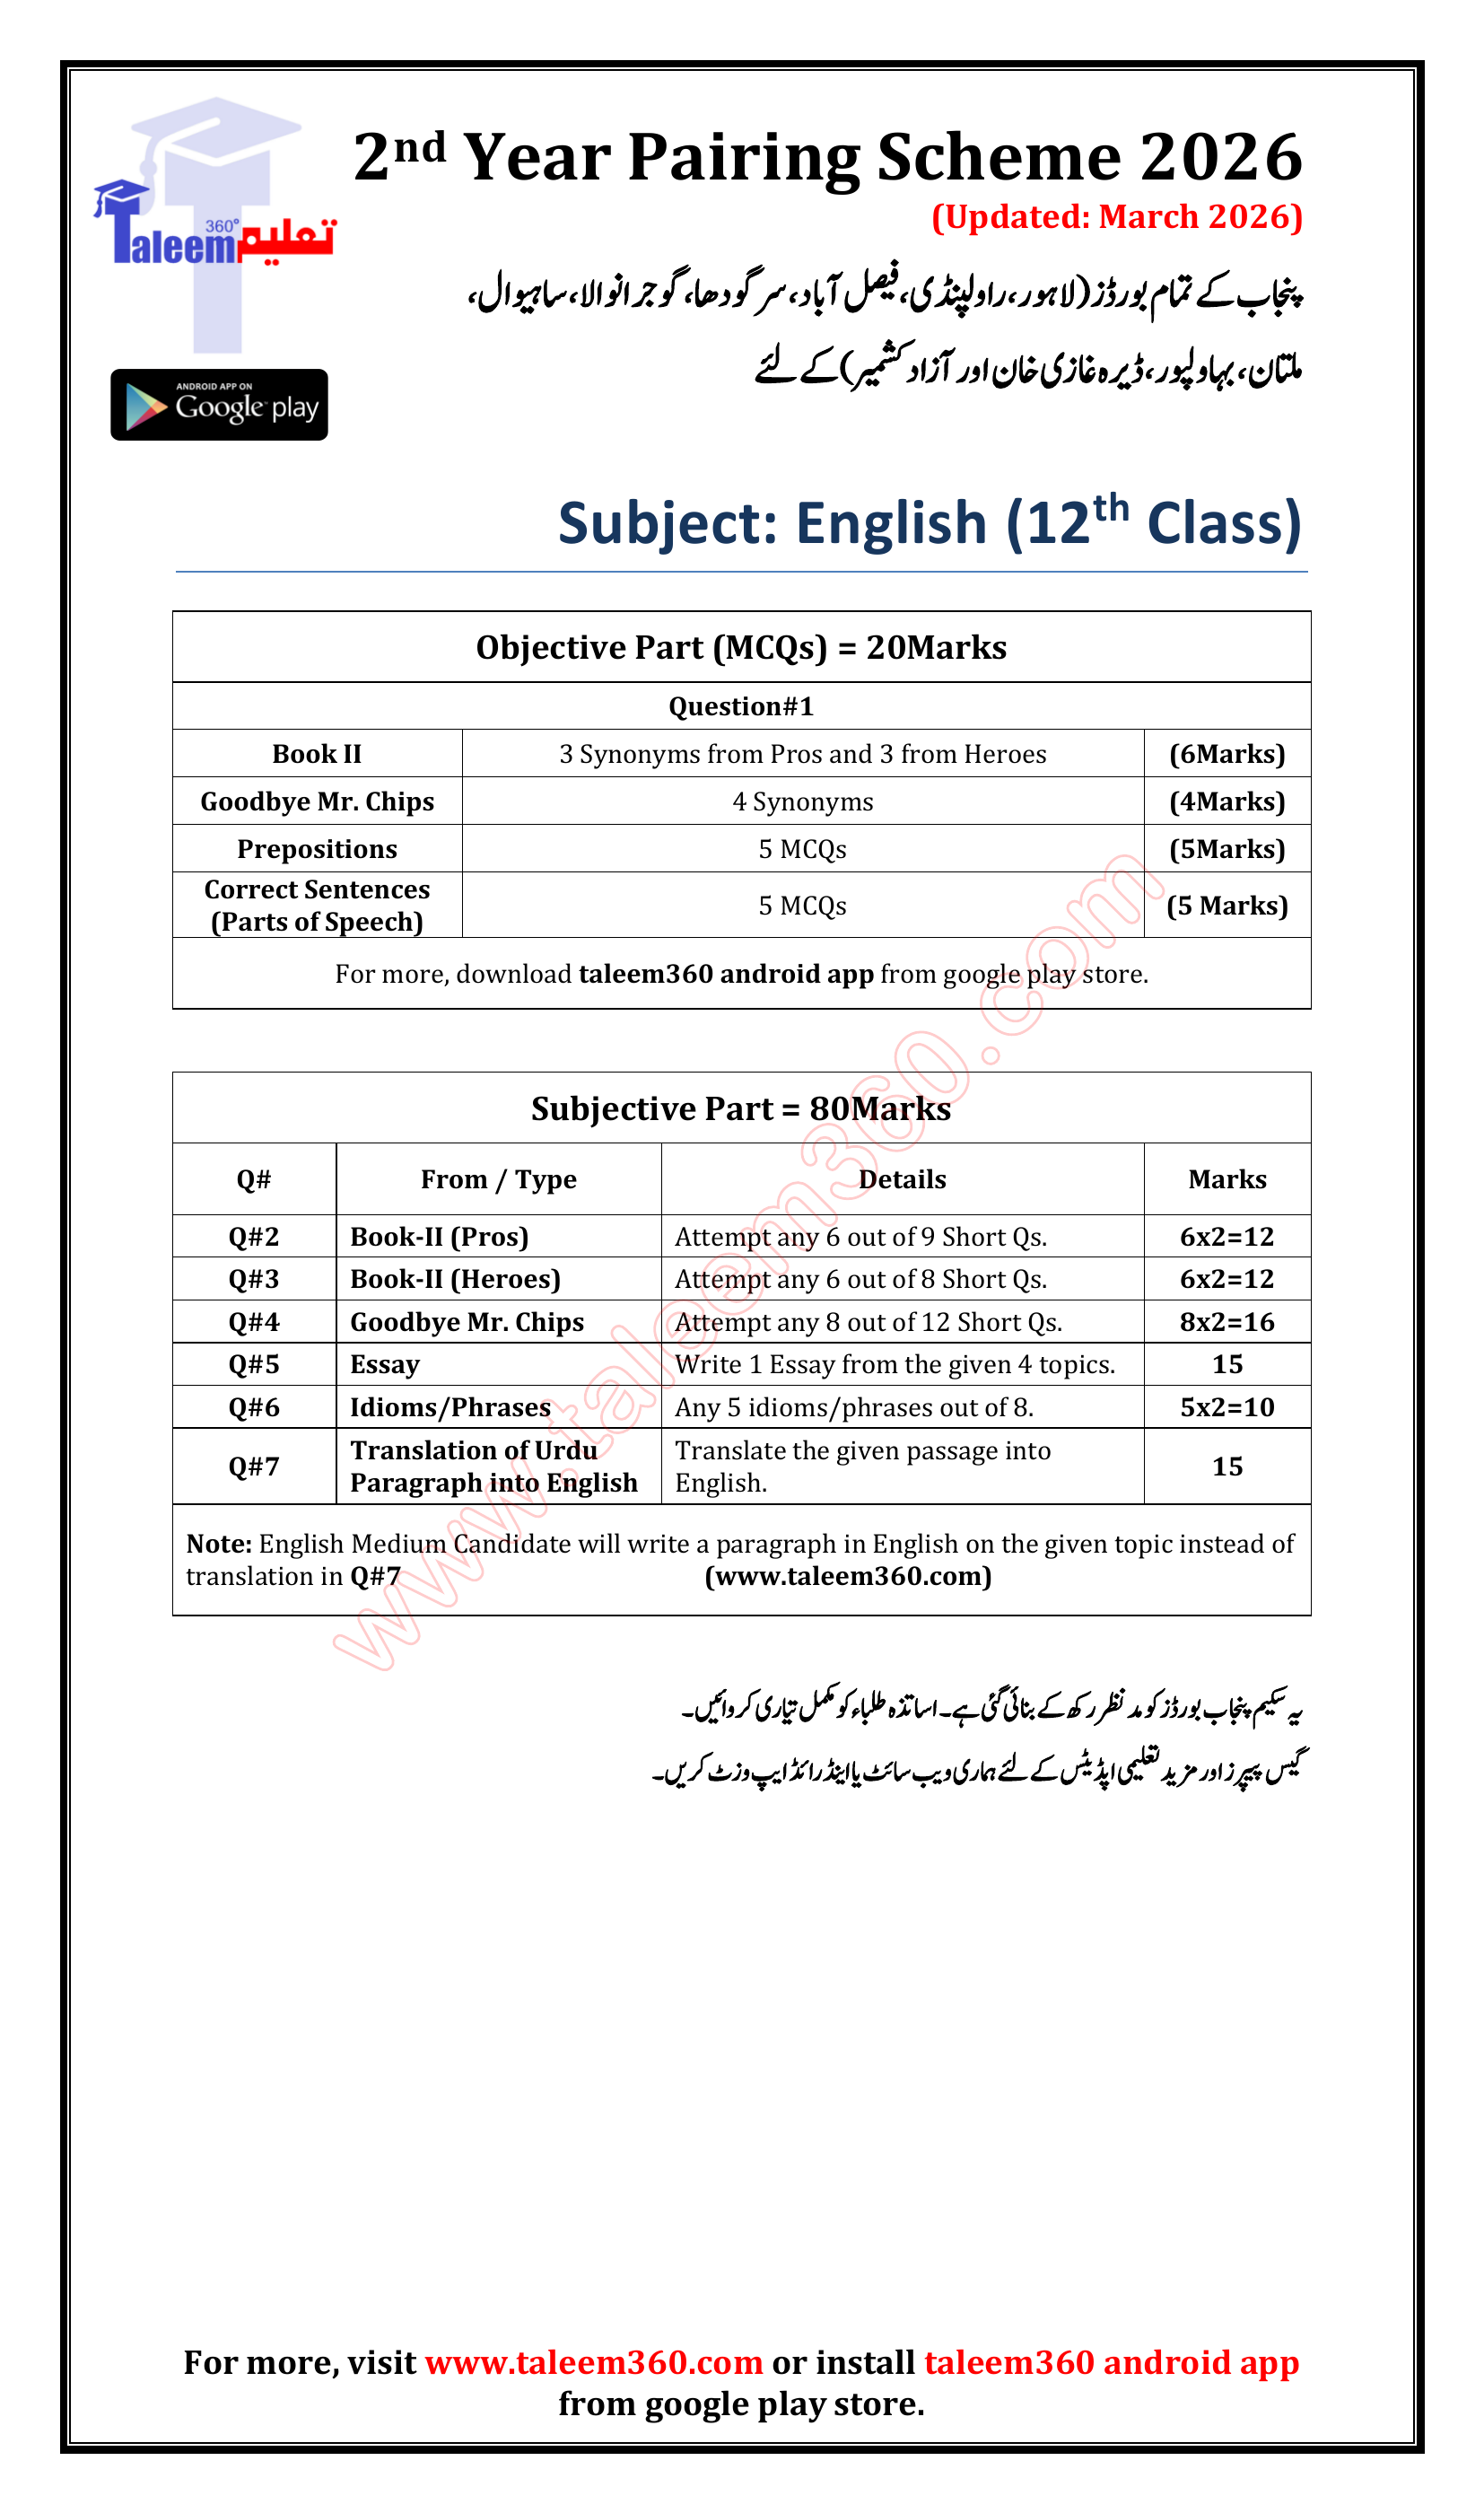 2nd Year Pairing Scheme 2026
(Updated: March 2026)
Taleem 360° تعلیم
پنجاب کے تمام بورڈز (لاہور، راولپنڈی، فیصل آباد، سرگودھا، گوجرانوالا، ساہیوال،
ملتان، بہاولپور، ڈیرہ غازی خان اور آزاد کشمیر) کے لئے
ANDROID APP ON
Google play
Subject: English (12th Class)
Objective Part (MCQs) = 20Marks
Question#1
Book II 3 Synonyms from Pros and 3 from Heroes (6Marks)
Goodbye Mr. Chips 4 Synonyms (4Marks)
Prepositions 5 MCQs (5Marks)
Correct Sentences
(Parts of Speech) 5 MCQs (5 Marks)
For more, download taleem360 android app from google play store.
Subjective Part = 80Marks
Q# From / Type Details Marks
Q#2 Book-II (Pros) Attempt any 6 out of 9 Short Qs. 6x2=12
Q#3 Book-II (Heroes) Attempt any 6 out of 8 Short Qs. 6x2=12
Q#4 Goodbye Mr. Chips Attempt any 8 out of 12 Short Qs. 8x2=16
Q#5 Essay Write 1 Essay from the given 4 topics. 15
Q#6 Idioms/Phrases Any 5 idioms/phrases out of 8. 5x2=10
Q#7 Translation of Urdu Translate the given passage into 15
Paragraph into English English.
Note: English Medium Candidate will write a paragraph in English on the given topic instead of
translation in Q#7 (www.taleem360.com)
www.taleem360.com
یہ سکیم پنجاب بورڈز کو مد نظر رکھ کے بنائی گئی ہے۔ اساتذہ طلباء کو مکمل تیاری کروائیں۔
گیس پیپرز اور مزید تعلیمی اپڈیٹس کے لئے ہماری ویب سائٹ یا اینڈرائڈ ایپ وزٹ کریں۔
For more, visit www.taleem360.com or install taleem360 android app
from google play store.